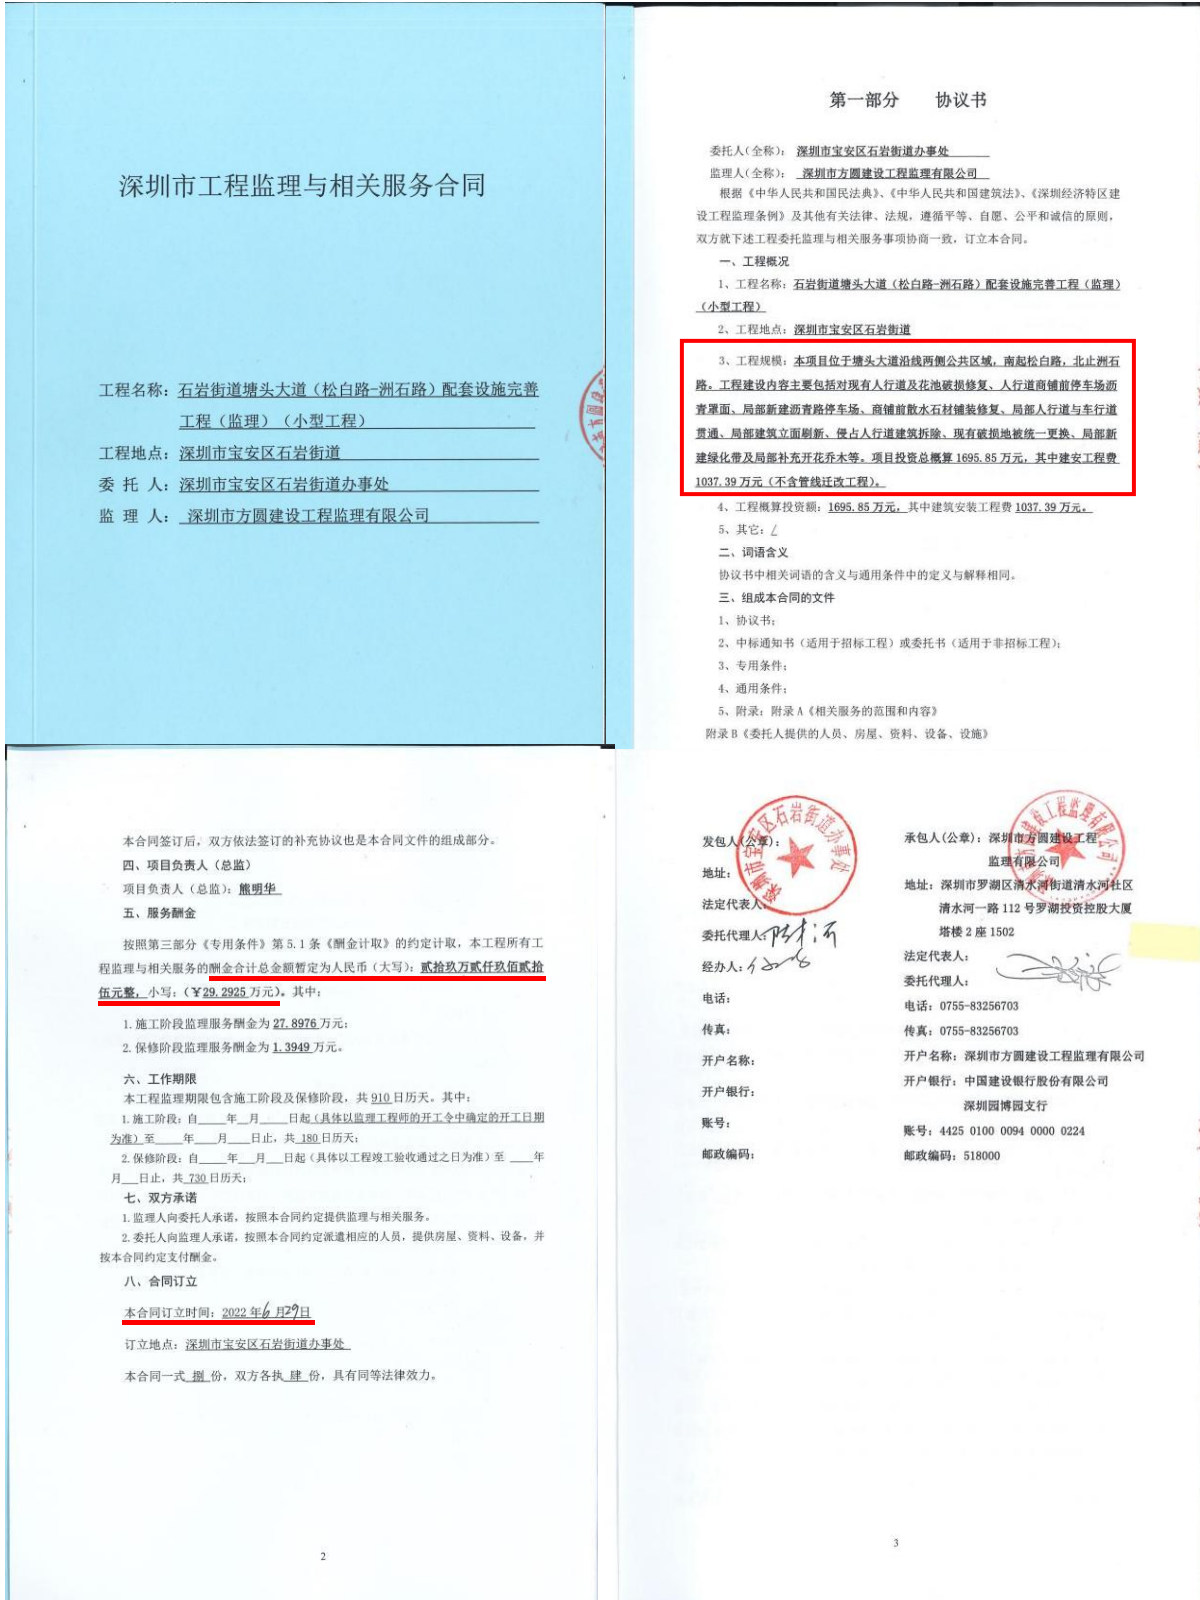 深圳市工程监理与相关服务合同
工程名称：石岩街道塘头大道（松白路-洲石路）配套设施完善
工程（监理）（小型工程）
工程地点：深圳市宝安区石岩街道
委 托 人：深圳市宝安区石岩街道办事处
监 理 人： 深圳市方圆建设工程监理有限公司
第一部分 协议书
委托人（全称）： 深圳市宝安区石岩街道办事处
监理人（全称）： 深圳市方圆建设工程监理有限公司
根据《中华人民共和国民法典》、《中华人民共和国建筑法》、《深圳经济特区建
设工程监理条例》及其他有关法律、法规，遵循平等、自愿、公平和诚信的原则，
双方就下述工程委托监理与相关服务事项协商一致，订立本合同。
一、工程概况
1、工程名称：石岩街道塘头大道（松白路-洲石路）配套设施完善工程（监理）
（小型工程）
2、工程地点：深圳市宝安区石岩街道
3、工程规模：本项目位于塘头大道沿线两侧公共区域，南起松白路，北止洲石
路。工程建设内容主要包括对现有人行道及花池破损修复、人行道商铺前停车场沥
青罩面、局部新建沥青路停车场、商铺前散水石材铺装修复、局部人行道与车行道
贯通、局部建筑立面刷新、侵占人行道建筑拆除、现有破损地被统一更换、局部新
建绿化带及局部补充开花乔木等。项目投资总概算 1695.85 万元，其中建安工程费
1037.39 万元（不含管线迁改工程）。
4、工程概算投资额：1695.85 万元，其中建筑安装工程费 1037.39 万元。
5、其它：/
二、词语含义
协议书中相关词语的含义与通用条件中的定义与解释相同。
三、组成本合同的文件
1、协议书；
2、中标通知书（适用于招标工程）或委托书（适用于非招标工程）；
3、专用条件；
4、通用条件；
5、附录：附录 A《相关服务的范围和内容》
附录 B《委托人提供的人员、房屋、资料、设备、设施》
本合同签订后，双方依法签订的补充协议也是本合同文件的组成部分。
四、项目负责人（总监）
项目负责人（总监）：熊明华
五、服务酬金
按照第三部分《专用条件》第 5.1 条《酬金计取》的约定计取，本工程所有工
程监理与相关服务的酬金合计总金额暂定为人民币（大写）：贰拾玖万贰仟玖佰贰拾
伍元整，小写：（￥29.2925 万元）。其中：
1.施工阶段监理服务酬金为 27.8976 万元；
2.保修阶段监理服务酬金为 1.3949 万元。
六、工作期限
本工程监理期限包含施工阶段及保修阶段，共 910 日历天。其中：
1.施工阶段：自____年__月____日起（具体以监理工程师的开工令中确定的开工日期
为准）至____年____月____日止，共 180 日历天；
2.保修阶段：自____年__月___日起（具体以工程竣工验收通过之日为准）至 ____年
月___日止，共 730 日历天；
七、双方承诺
1.监理人向委托人承诺，按照本合同约定提供监理与相关服务。
2.委托人向监理人承诺，按照本合同约定派遣相应的人员，提供房屋、资料、设备，并
按本合同约定支付酬金。
八、合同订立
本合同订立时间：2022 年6 月29日
订立地点：深圳市宝安区石岩街道办事处
本合同一式 捌 份，双方各执 肆 份，具有同等法律效力。
2
发包人（公章）：
地址：
法定代表人：
委托代理人：
经办人：
电话：
传真：
开户名称：
开户银行：
账号：
邮政编码：
深圳市宝安区石岩街道办事处
承包人（公章）：深圳市方圆建设工程
监理有限公司
地址：深圳市罗湖区清水河街道清水河社区
清水河一路 112 号罗湖投资控股大厦
塔楼 2 座 1502
法定代表人：
委托代理人：
电话：0755-83256703
传真：0755-83256703
开户名称：深圳市方圆建设工程监理有限公司
开户银行：中国建设银行股份有限公司
深圳园博园支行
账号：4425 0100 0094 0000 0224
邮政编码：518000
3